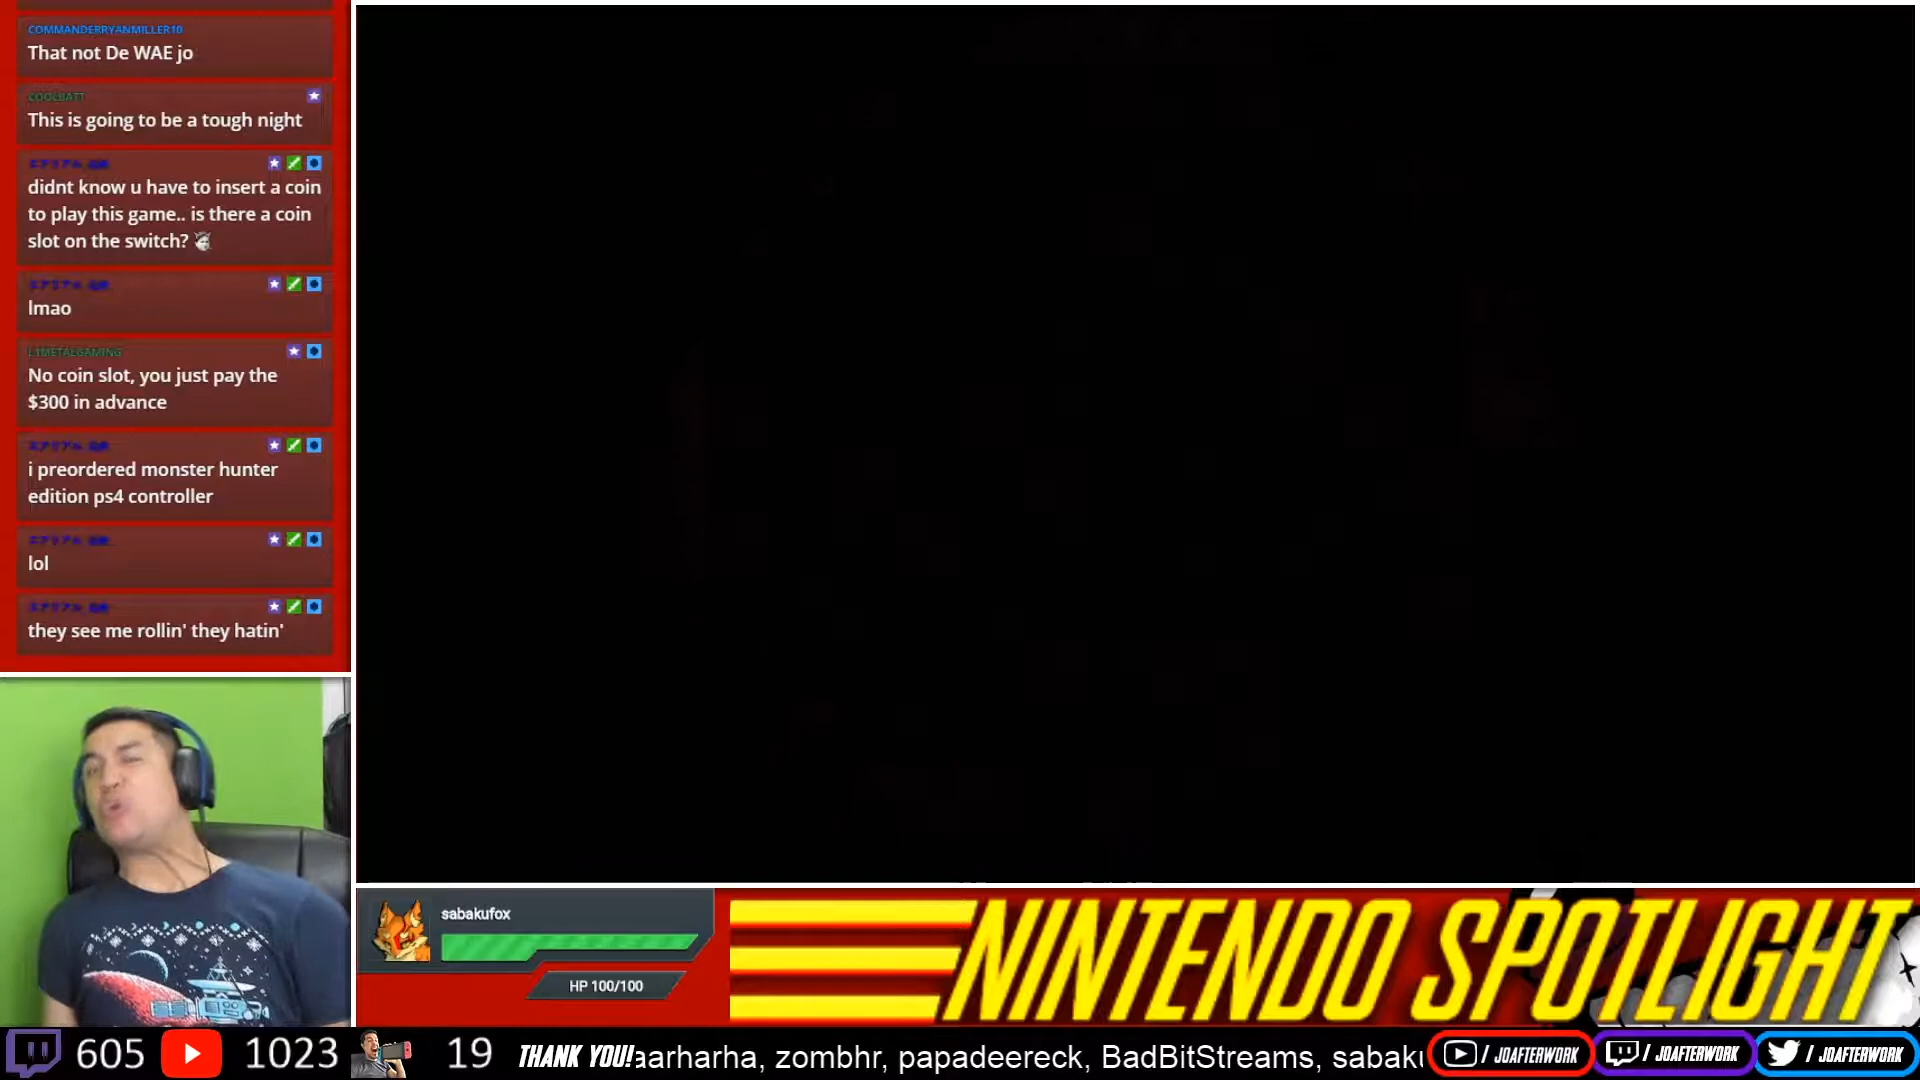 COMMANDERRYANMILLER10
That not De WAE jo
COOLBATT
This is going to be a tough night
didnt know u have to insert a coin
to play this game.. is there a coin
slot on the switch?
lmao
L1METALGAMING
No coin slot, you just pay the
$300 in advance
i preordered monster hunter
edition ps4 controller
lol
they see me rollin' they hatin'
sabakufox
HP 100/100
NINTENDO SPOTLIGHT
605
1023
19
THANK YOU! aarharha, zombhr, papadeereck, BadBitStreams, sabaku
/ JOAFTERWORK
/ JOAFTERWORK
/ JOAFTERWORK